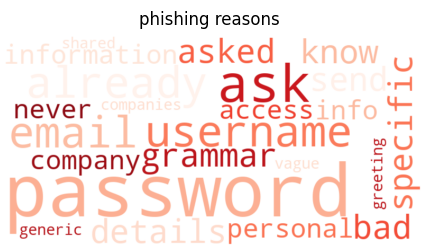 phishing reasons
shared
information asked know
already ask send
never companies access info
email username specific
company grammar vague
password greeting
generic details personal bad